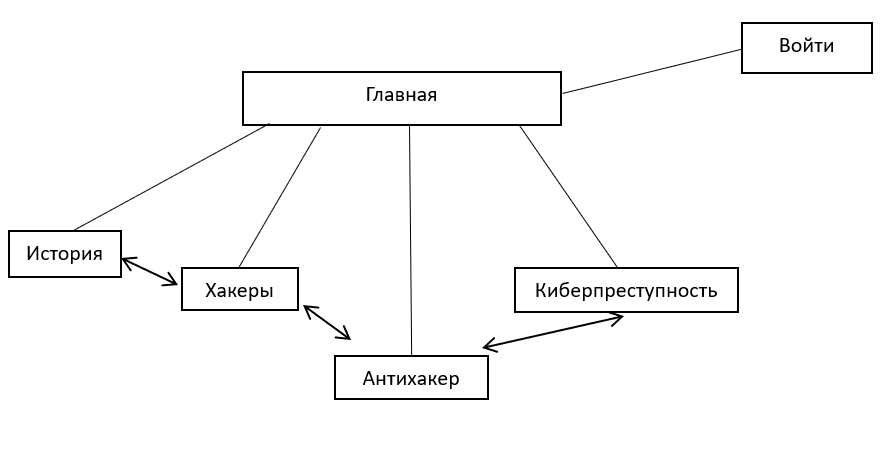 Войти
Главная
История
Хакеры
Киберпреступность
Антихакер